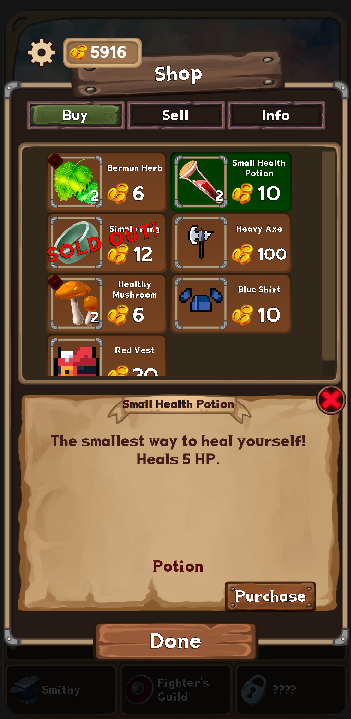 5916
Shop
Buy
Sell
Info
Bermun Herb
2
6
Small Health
Potion
2
10
SOLD OUT!
12
Heavy Axe
100
Healthy
Mushroom
2
6
Blue Shirt
10
Red Vest
20
Small Health Potion
The smallest way to heal yourself!
Heals 5 HP.
Potion
Purchase
Done
Smithy
Fighter's
Guild
????